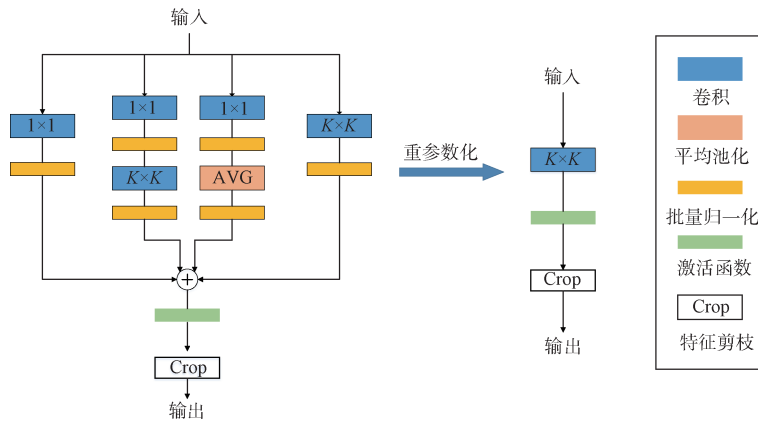 输入
1×1
1×1
1×1
K×K
K×K
AVG
+
Crop
输出
重参数化
输入
K×K
Crop
输出
卷积
平均池化
批量归一化
激活函数
Crop
特征剪枝